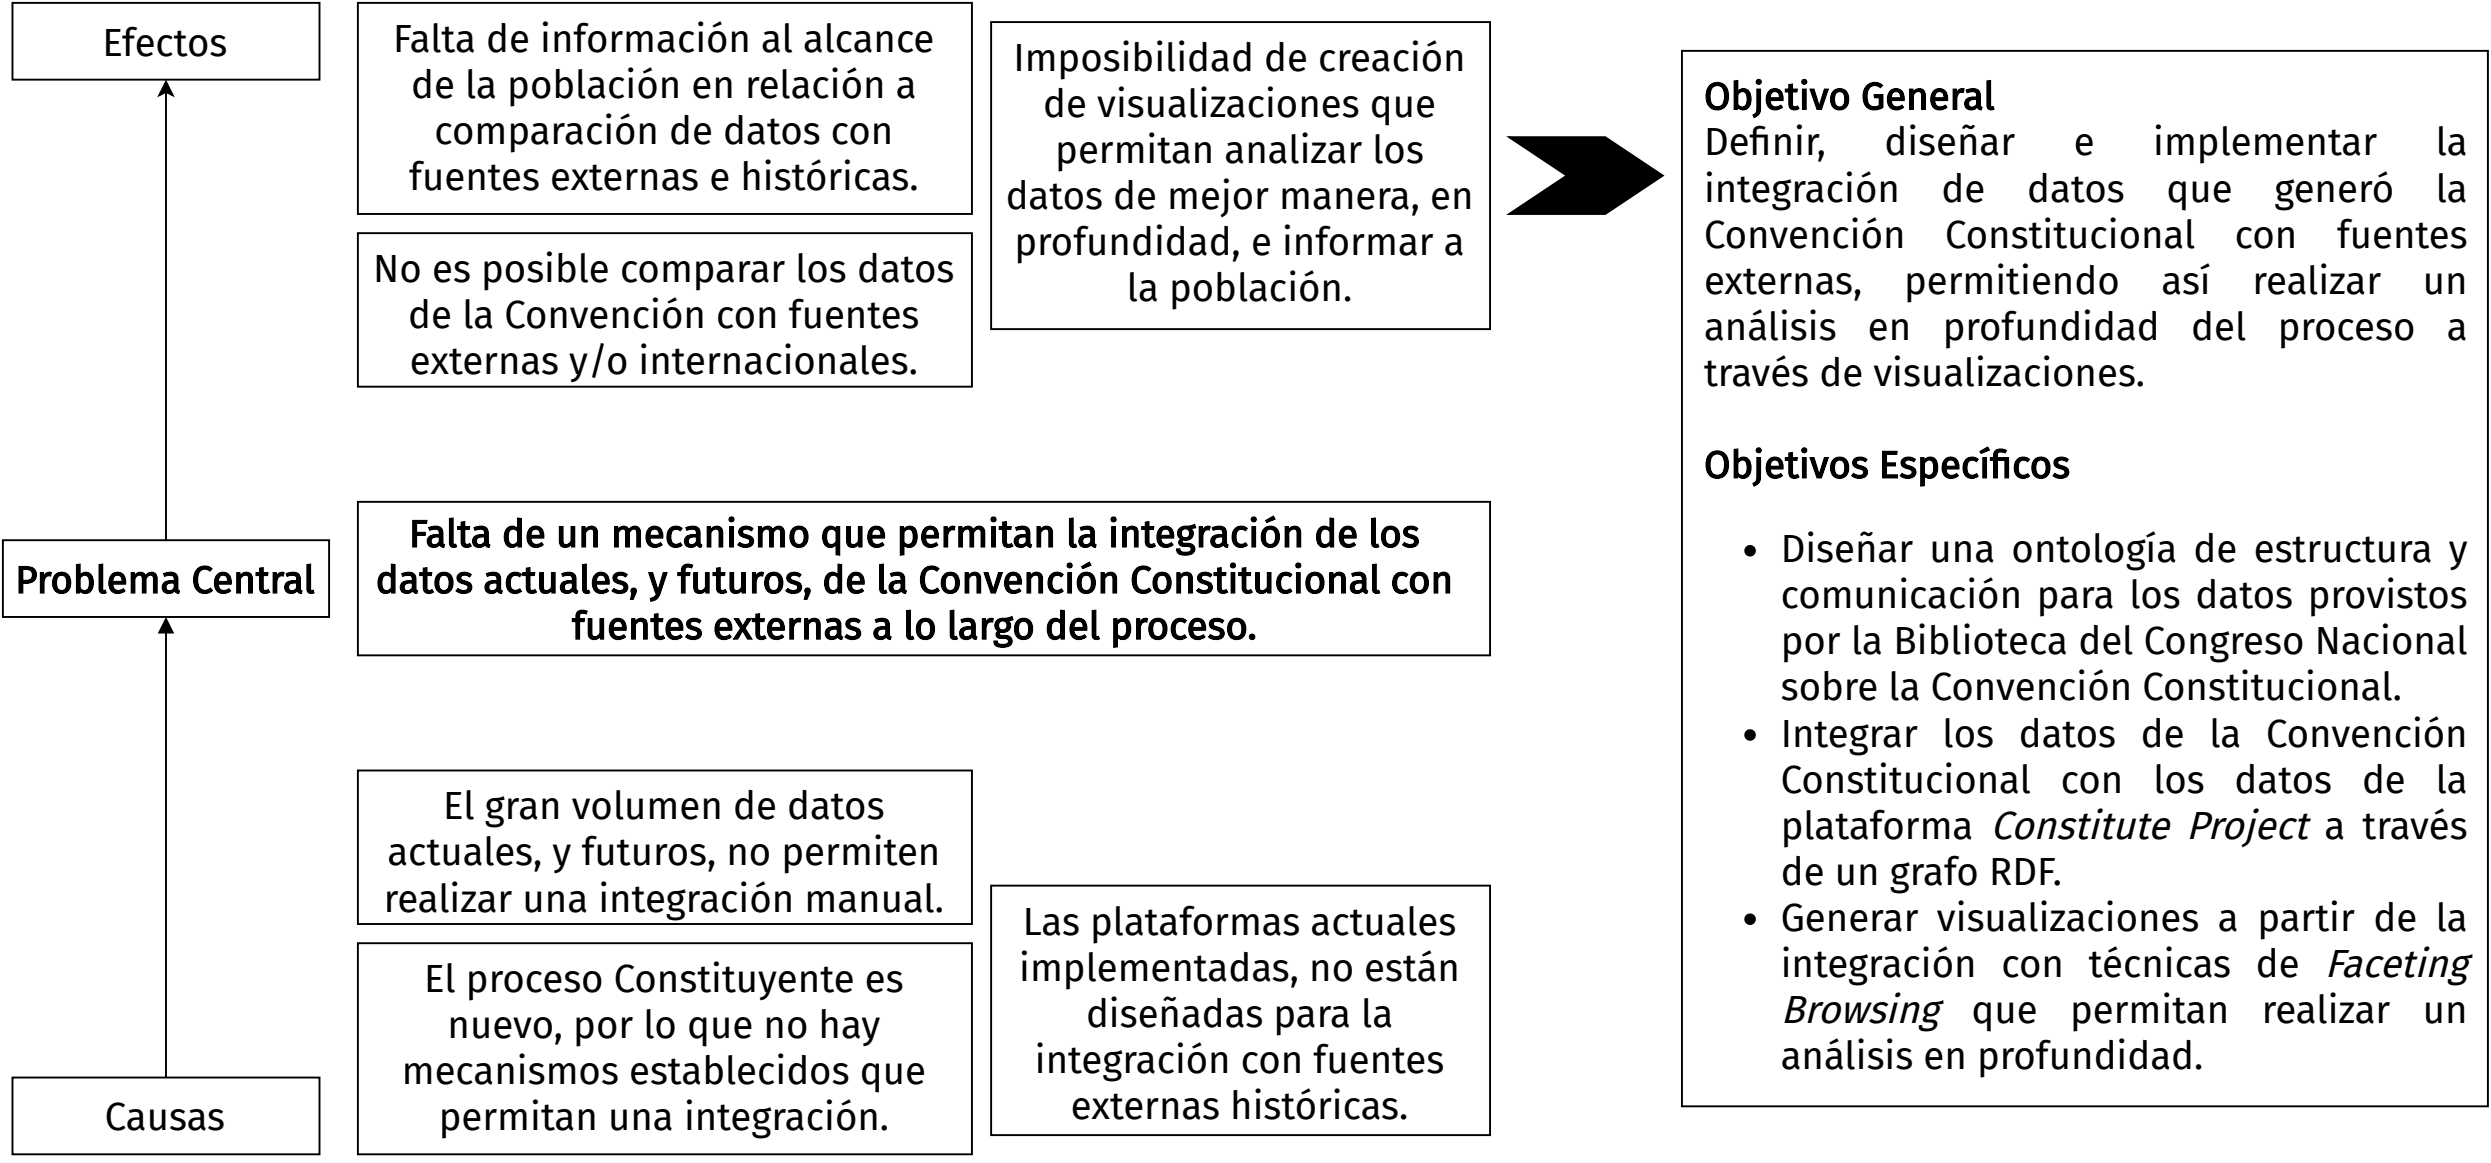 Efectos
Falta de información al alcance
de la población en relación a
comparación de datos con
fuentes externas e históricas.
No es posible comparar los datos
de la Convención con fuentes
externas y/o internacionales.
Imposibilidad de creación
de visualizaciones que
permitan analizar los
datos de mejor manera, en
profundidad, e informar a
la población.
Problema Central
Falta de un mecanismo que permitan la integración de los
datos actuales, y futuros, de la Convención Constitucional con
fuentes externas a lo largo del proceso.
Causas
El gran volumen de datos
actuales, y futuros, no permiten
realizar una integración manual.
El proceso Constituyente es
nuevo, por lo que no hay
mecanismos establecidos que
permitan una integración.
Las plataformas actuales
implementadas, no están
diseñadas para la
integración con fuentes
externas históricas.
Objetivo General
Definir, diseñar e implementar la
integración de datos que generó la
Convención Constitucional con fuentes
externas, permitiendo así realizar un
análisis en profundidad del proceso a
través de visualizaciones.
Objetivos Específicos
• Diseñar una ontología de estructura y
comunicación para los datos provistos
por la Biblioteca del Congreso Nacional
sobre la Convención Constitucional.
• Integrar los datos de la Convención
Constitucional con los datos de la
plataforma Constitute Project a través
de un grafo RDF.
• Generar visualizaciones a partir de la
integración con técnicas de Faceting
Browsing que permitan realizar un
análisis en profundidad.